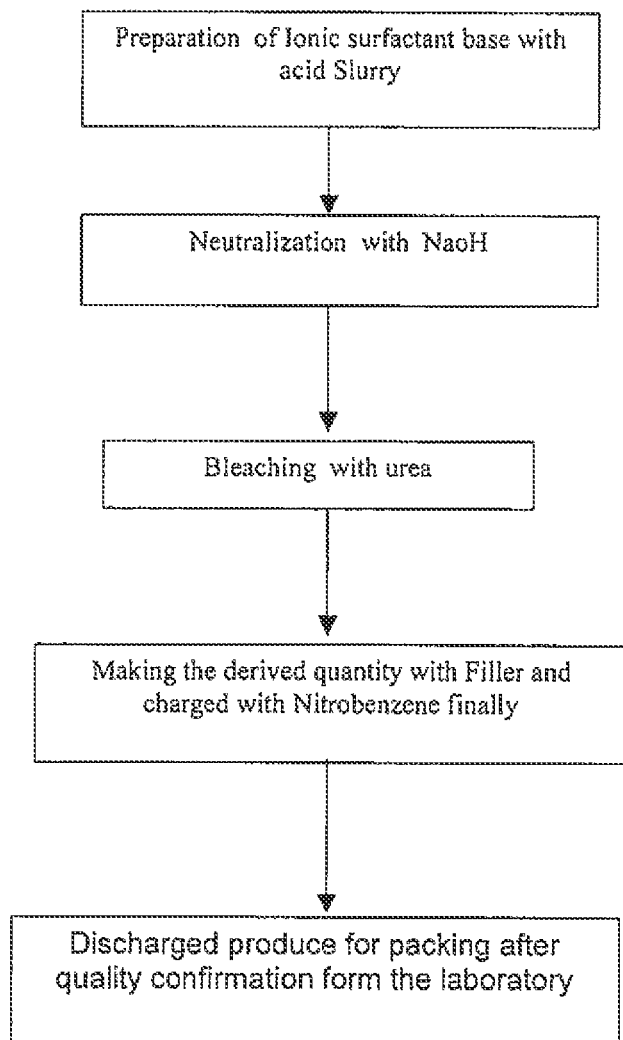 Preparation of Ionic surfactant base with
acid Slurry
Neutralization with NaoH
Bleaching with urea
Making the derived quantity with Filler and
charged with Nitrobenzene finally
Discharged produce for packing after
quality confirmation form the laboratory